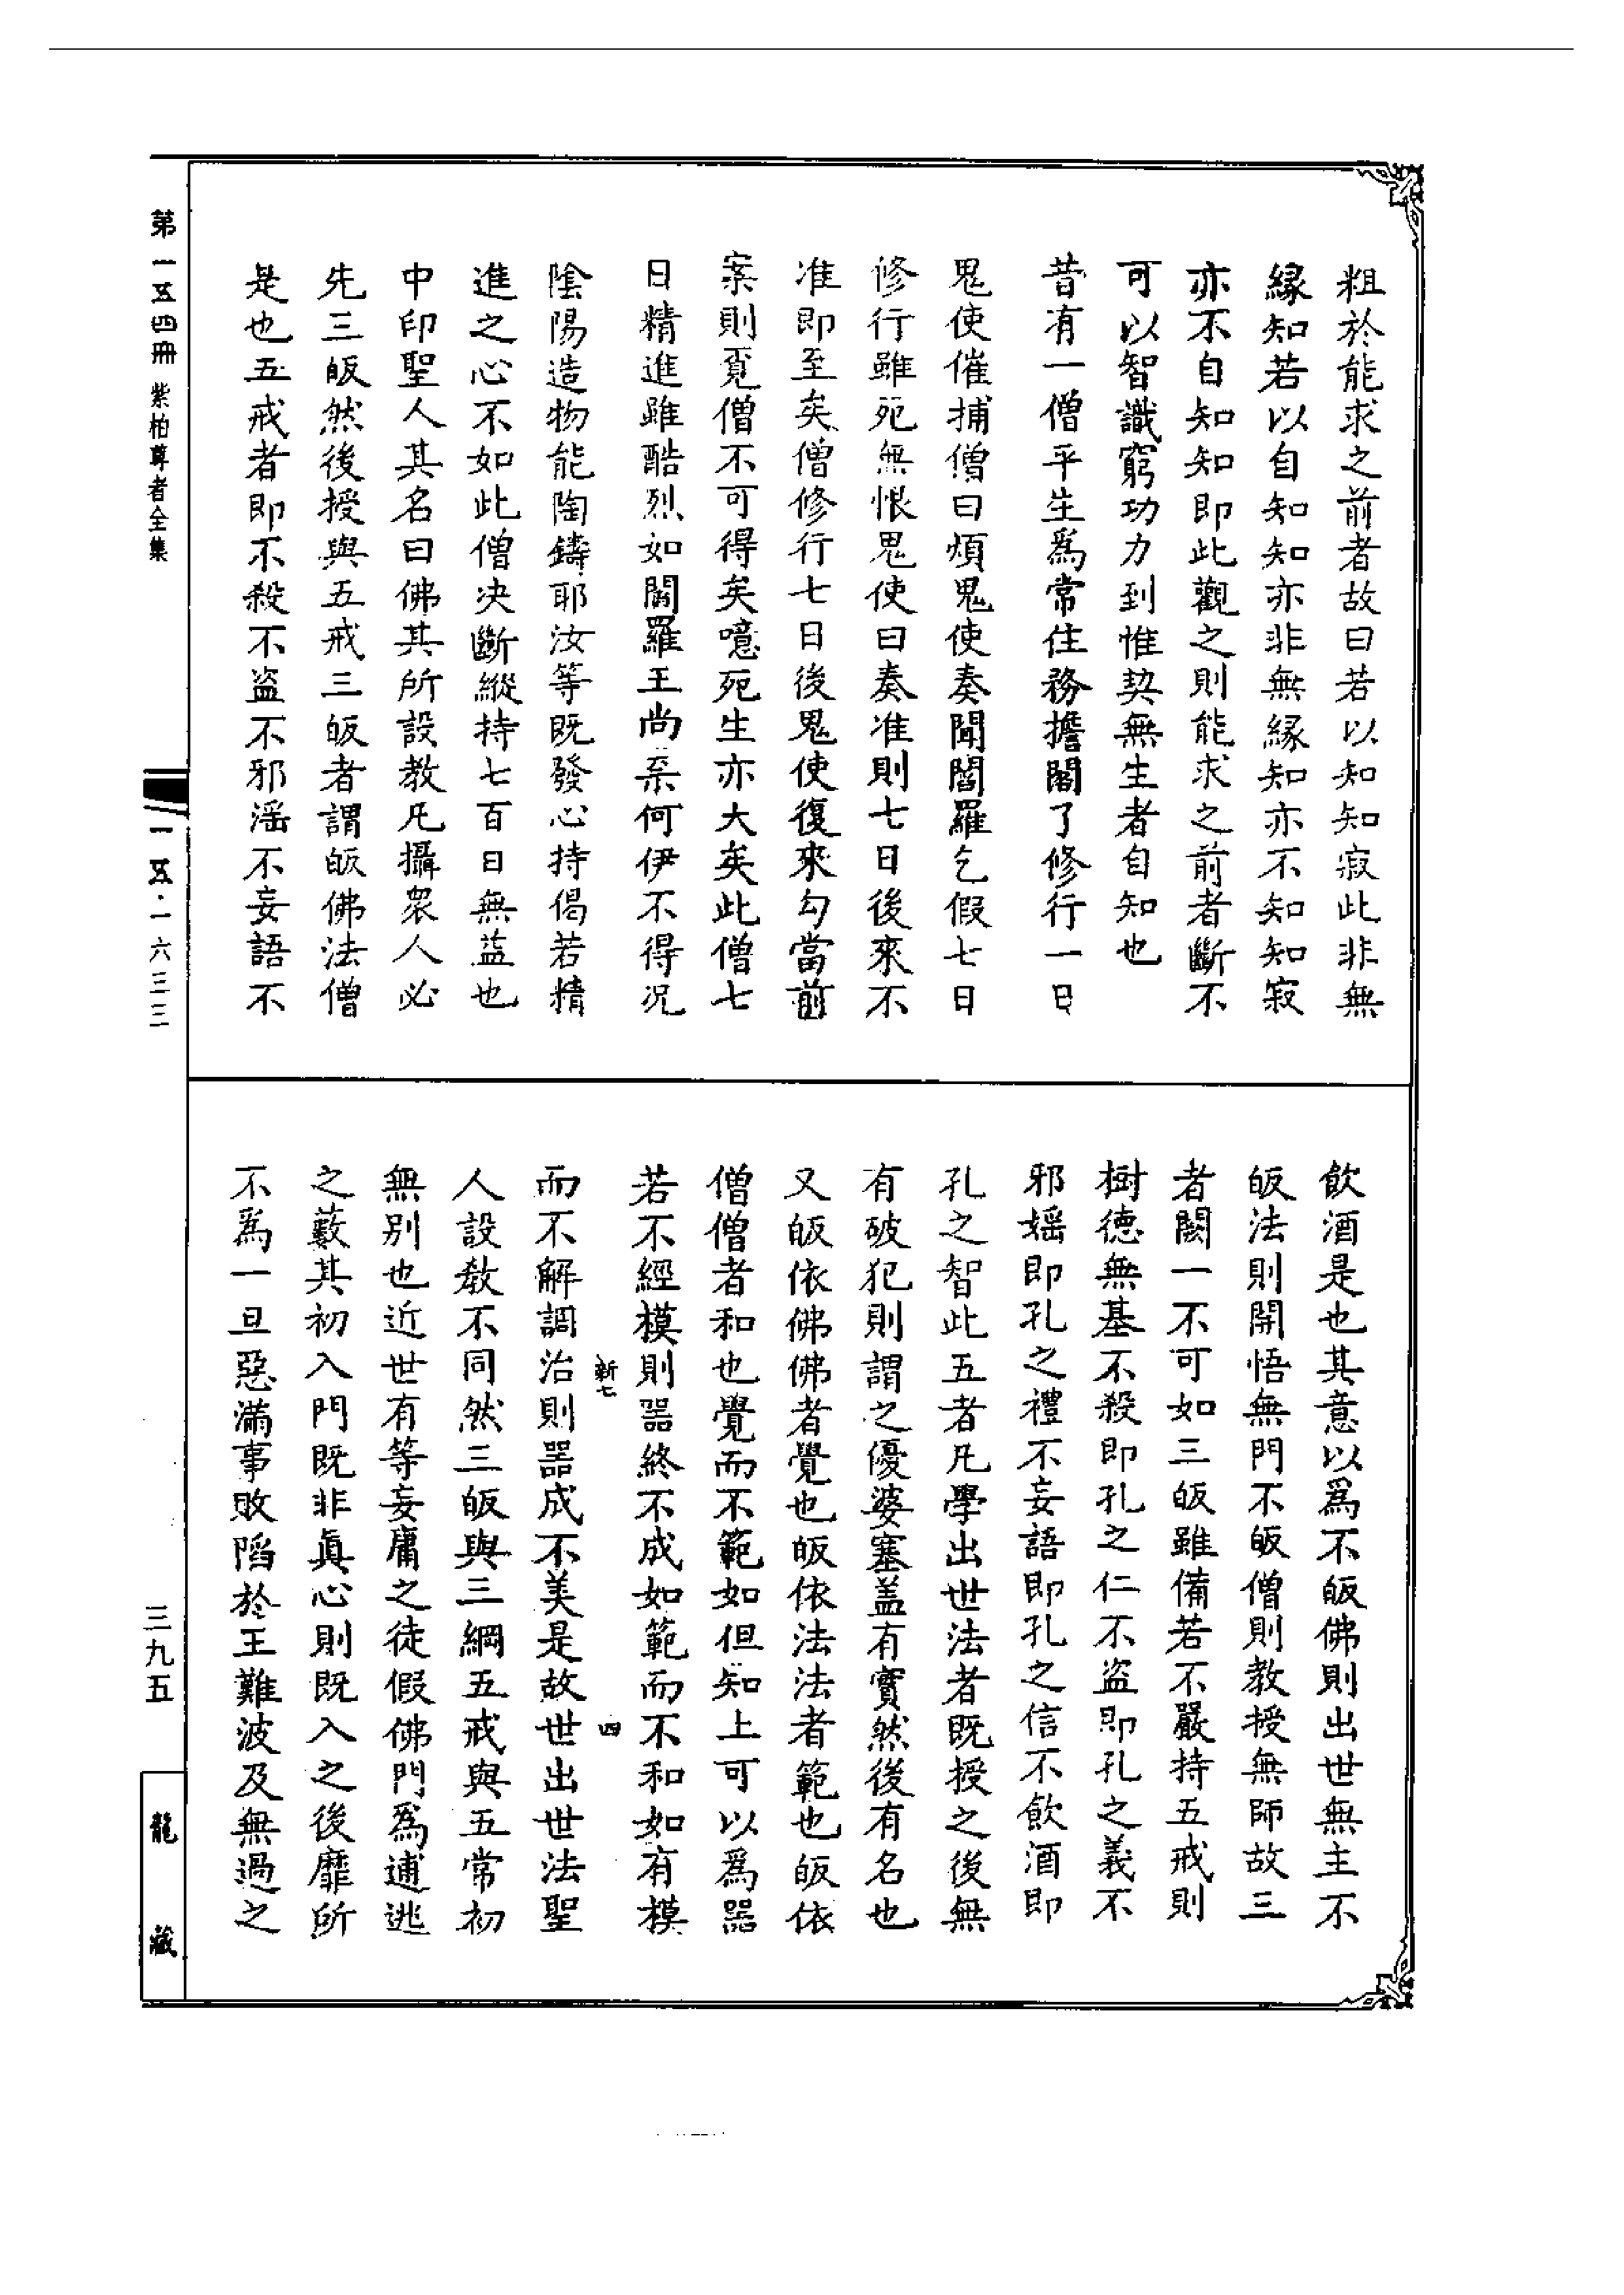 粗於能求之前者故曰若以知知寂此非無
緣知若以自知知亦非無緣知亦不知知寂
亦不自知知即此觀之則能求之前者斷不
可以智識窮功力到惟契無生者自知也
昔有一僧平生爲常住務擔閣了修行一日
鬼使催捕僧曰煩鬼使奏聞閻羅乞假七日
修行雖死無恨鬼使曰奏准則七日後來不
准即至矣僧修行七日後鬼使復來勾當前
案則覓僧不可得矣噫死生亦大矣此僧七
日精進雖酷烈如閻羅王尚柰何伊不得况
陰陽造物能陶鑄耶汝等既發心持偈若精
進之心不如此僧决斷縱持七百日無益也
中印聖人其名曰佛其所設教凡攝衆人必
先三皈然後授與五戒三皈者謂皈佛法僧
是也五戒者即不殺不盜不邪淫不妄語不
飲酒是也其意以爲不皈佛則出世無主不
皈法則開悟無門不皈僧則教授無師故三
者闕一不可如三皈雖備若不嚴持五戒則
樹德無基不殺即孔之仁不盜即孔之義不
邪婬即孔之禮不妄語即孔之信不飲酒即
孔之智此五者凡學出世法者既授之後無
有破犯則謂之優婆塞盖有實然後有名也
又皈依佛佛者覺也皈依法法者範也皈依
僧僧者和也覺而不範如但知上可以爲器
若不經模則器終不成如範而不和如有模
新七
四
而不解調治則器成不美是故世出世法聖
人設教不同然三皈與三綱五戒與五常初
無別也近世有等妄庸之徒假佛門爲逋逃
之藪其初入門既非眞心則既入之後靡所
不爲一旦惡滿事敗陷於王難波及無過之
第一五四冊 紫柏尊者全集
一五·一六三三
三九五
龍藏